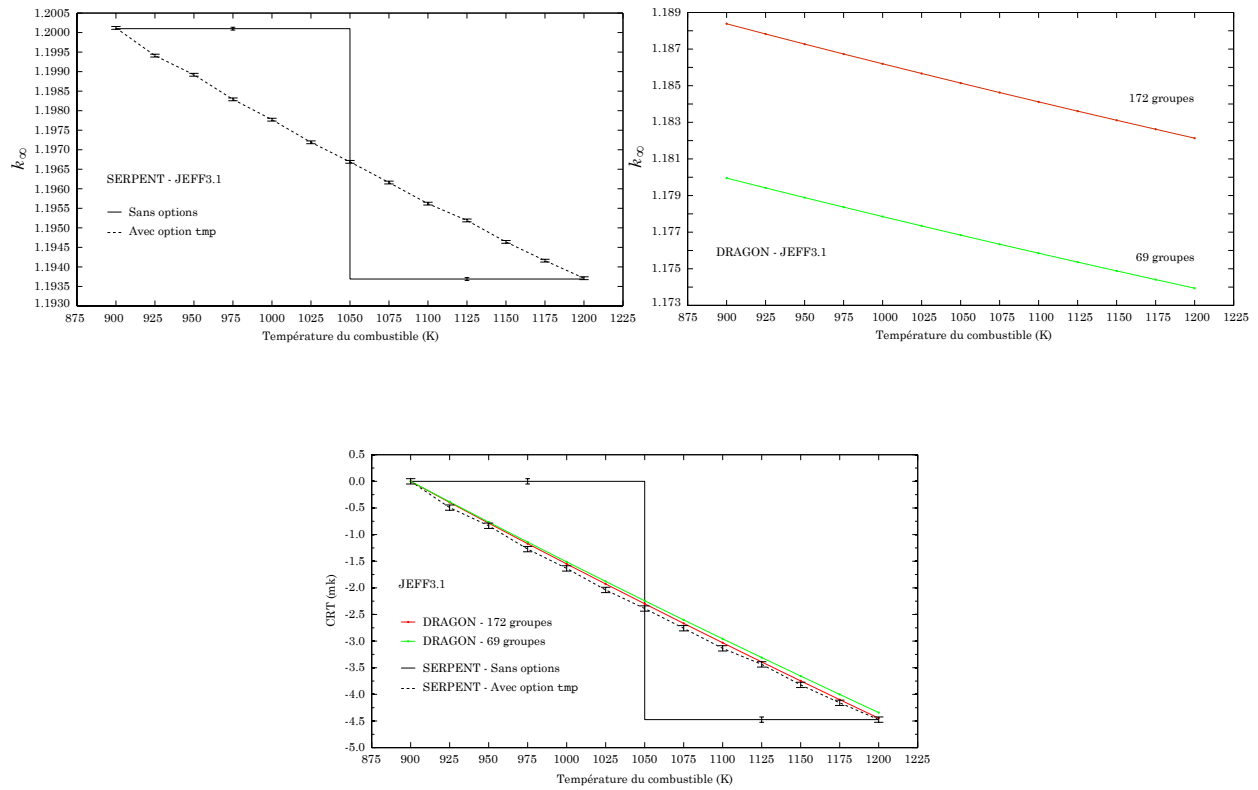 1.2005
1.2000
1.1995
1.1990
1.1985
1.1980
1.1975
1.1970
1.1965
1.1960
1.1955
1.1950
1.1945
1.1940
1.1935
1.1930
k∞
SERPENT - JEFF3.1
Sans options
Avec option tmp
875 900 925 950 975 1000 1025 1050 1075 1100 1125 1150 1175 1200 1225
Température du combustible (K)
1.189
1.187
1.185
1.183
1.181
1.179
1.177
1.175
1.173
k∞
172 groupes
69 groupes
DRAGON - JEFF3.1
875 900 925 950 975 1000 1025 1050 1075 1100 1125 1150 1175 1200 1225
Température du combustible (K)
0.5
0.0
-0.5
-1.0
-1.5
-2.0
-2.5
-3.0
-3.5
-4.0
-4.5
-5.0
CRT (mk)
JEFF3.1
DRAGON - 172 groupes
DRAGON - 69 groupes
SERPENT - Sans options
SERPENT - Avec option tmp
875 900 925 950 975 1000 1025 1050 1075 1100 1125 1150 1175 1200 1225
Température du combustible (K)